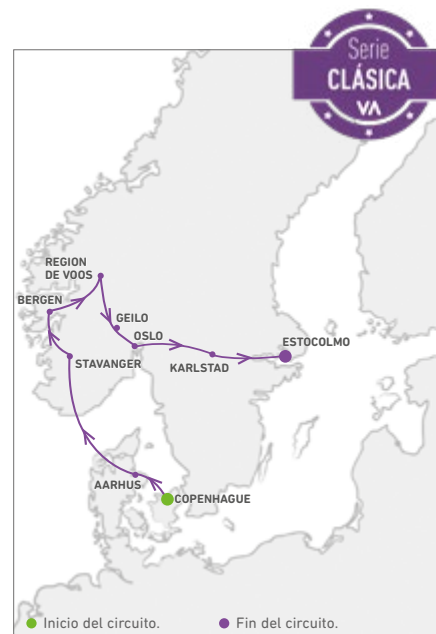 Serie
CLÁSICA
VA
REGION
DE VOOS
BERGEN
GEILO
OSLO
ESTOCOLMO
STAVANGER
KARLSTAD
AARHUS
COPENHAGUE
Inicio del circuito.
Fin del circuito.